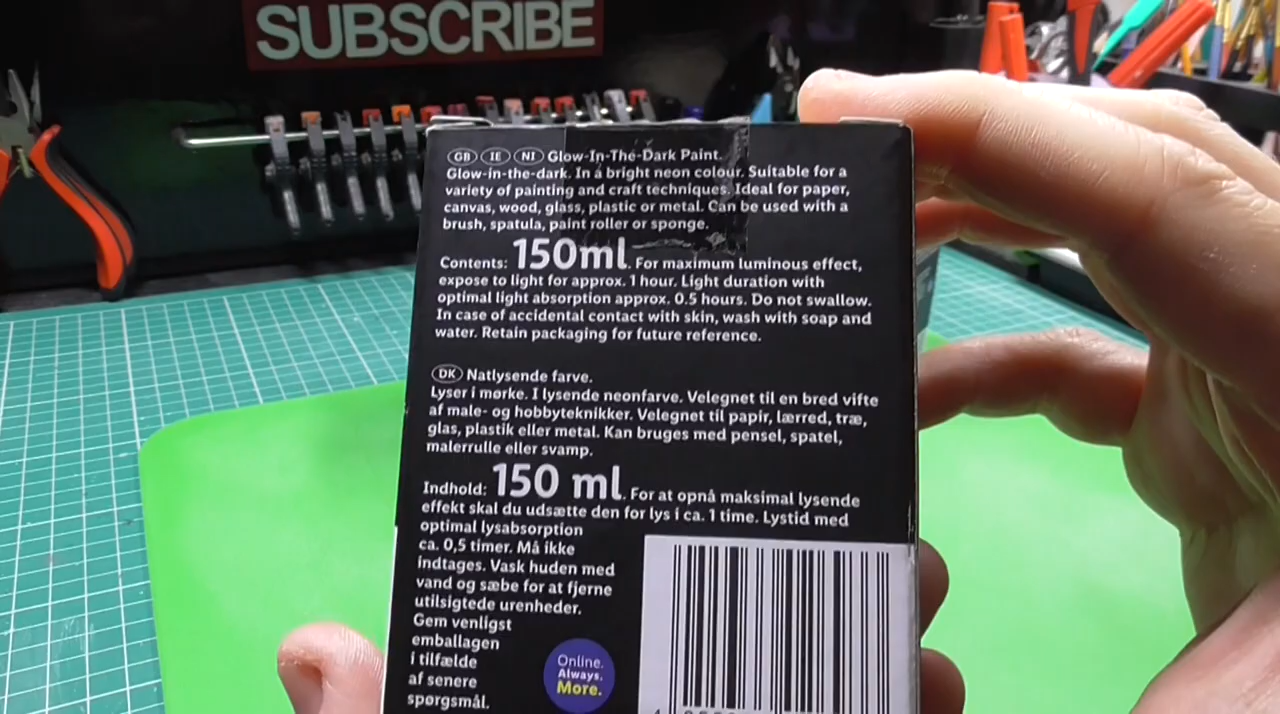 SUBSCRIBE
GB IE NI Glow-In-The-Dark Paint.
Glow-in-the-dark. In a bright neon colour. Suitable for a
variety of painting and craft techniques. Ideal for paper,
canvas, wood, glass, plastic or metal. Can be used with a
brush, spatula, paint roller or sponge.
Contents: 150ml. For maximum luminous effect,
expose to light for approx. 1 hour. Light duration with
optimal light absorption approx. 0.5 hours. Do not swallow.
In case of accidental contact with skin, wash with soap and
water. Retain packaging for future reference.
DK Natlysende farve.
Lyser i mørke. I lysende neonfarve. Velegnet til en bred vifte
af male- og hobbyteknikker. Velegnet til papir, lærred, træ,
glas, plastik eller metal. Kan bruges med pensel, spatel,
malerrulle eller svamp.
Indhold: 150 ml. For at opnå maksimal lysende
effekt skal du udsætte den for lys i ca. 1 time. Lystid med
optimal lysabsorption
ca. 0,5 timer. Må ikke
indtages. Vask huden med
vand og sæbe for at fjerne
utilsigtede urenheder.
Gem venligst
emballagen
i tilfælde
af senere
spørgsmål.
Online.
Always.
More.